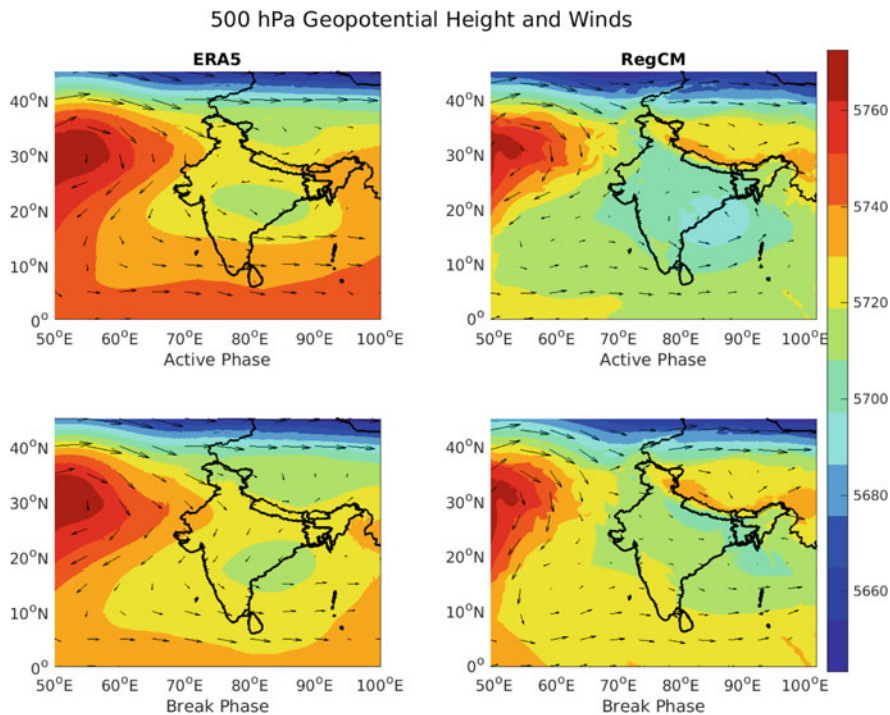 500 hPa Geopotential Height and Winds
ERA5
RegCM
40°N
30°N
20°N
10°N
0°
50°E 60°E 70°E 80°E 90°E 100°E
Active Phase
40°N
30°N
20°N
10°N
0°
50°E 60°E 70°E 80°E 90°E 100°E
Active Phase
5760
5740
5720
5700
5680
5660
40°N
30°N
20°N
10°N
0°
50°E 60°E 70°E 80°E 90°E 100°E
Break Phase
40°N
30°N
20°N
10°N
0°
50°E 60°E 70°E 80°E 90°E 100°E
Break Phase